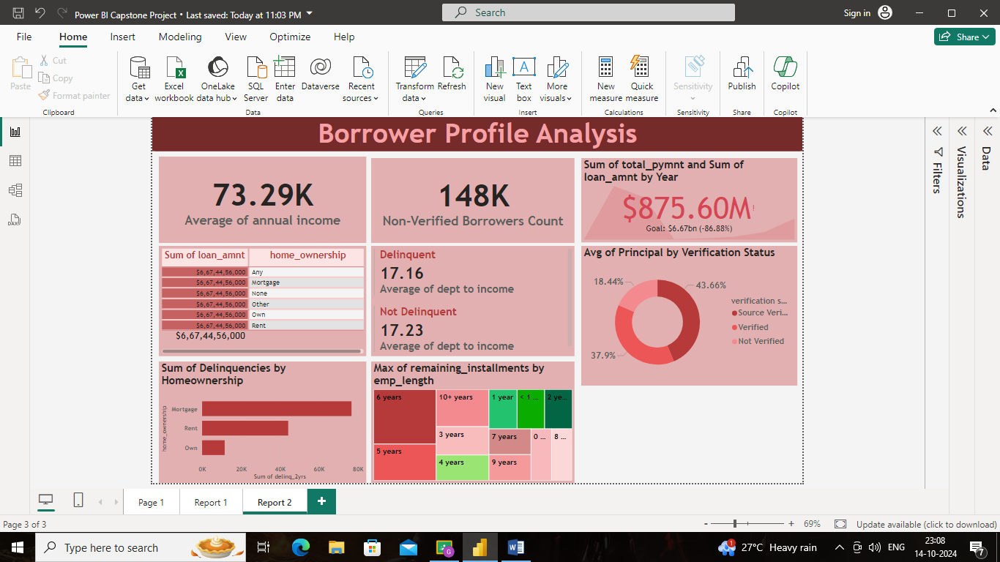 Power BI Capstone Project • Last saved: Today at 11:03 PM
Search
Sign in
File
Home
Insert
Modeling
View
Optimize
Help
Share
Paste
Cut
Copy
Format painter
Clipboard
Get data
Excel workbook
OneLake data hub
SQL Server
Enter data
Dataverse
Recent sources
Data
Transform data
Refresh
Queries
New visual
Text box
More visuals
Insert
New measure
Quick measure
Calculations
Sensitivity
Sensitivity
Publish
Share
Copilot
Copilot
Borrower Profile Analysis
73.29K
Average of annual income
148K
Non-Verified Borrowers Count
Sum of total_pymnt and Sum of
loan_amnt by Year
$875.60M!
Goal: $6.67bn (-86.88%)
Sum of loan_amnt home_ownership
$6,67,44,56,000 Any
$6,67,44,56,000 Mortgage
$6,67,44,56,000 None
$6,67,44,56,000 Other
$6,67,44,56,000 Own
$6,67,44,56,000 Rent
$6,67,44,56,000
Delinquent
17.16
Average of dept to income
Not Delinquent
17.23
Average of dept to income
Avg of Principal by Verification Status
18.44%
43.66%
37.9%
verification s...
Source Veri...
Verified
Not Verified
Sum of Delinquencies by
Homeownership
home_ownership
Mortgage
Rent
Own
0K 20K 40K 60K 80K
Sum of delinq_2yrs
Max of remaining_installments by
emp_length
6 years
10+ years
1 year
< 1 ...
2 ye...
5 years
3 years
4 years
7 years
9 years
0 ...
8 ...
Filters
Visualizations
Data
DAX
Page 1
Report 1
Report 2
+
Page 3 of 3
- + 69%
Update available (click to download)
Type here to search
1
27°C Heavy rain
ENG
23:08
14-10-2024
7